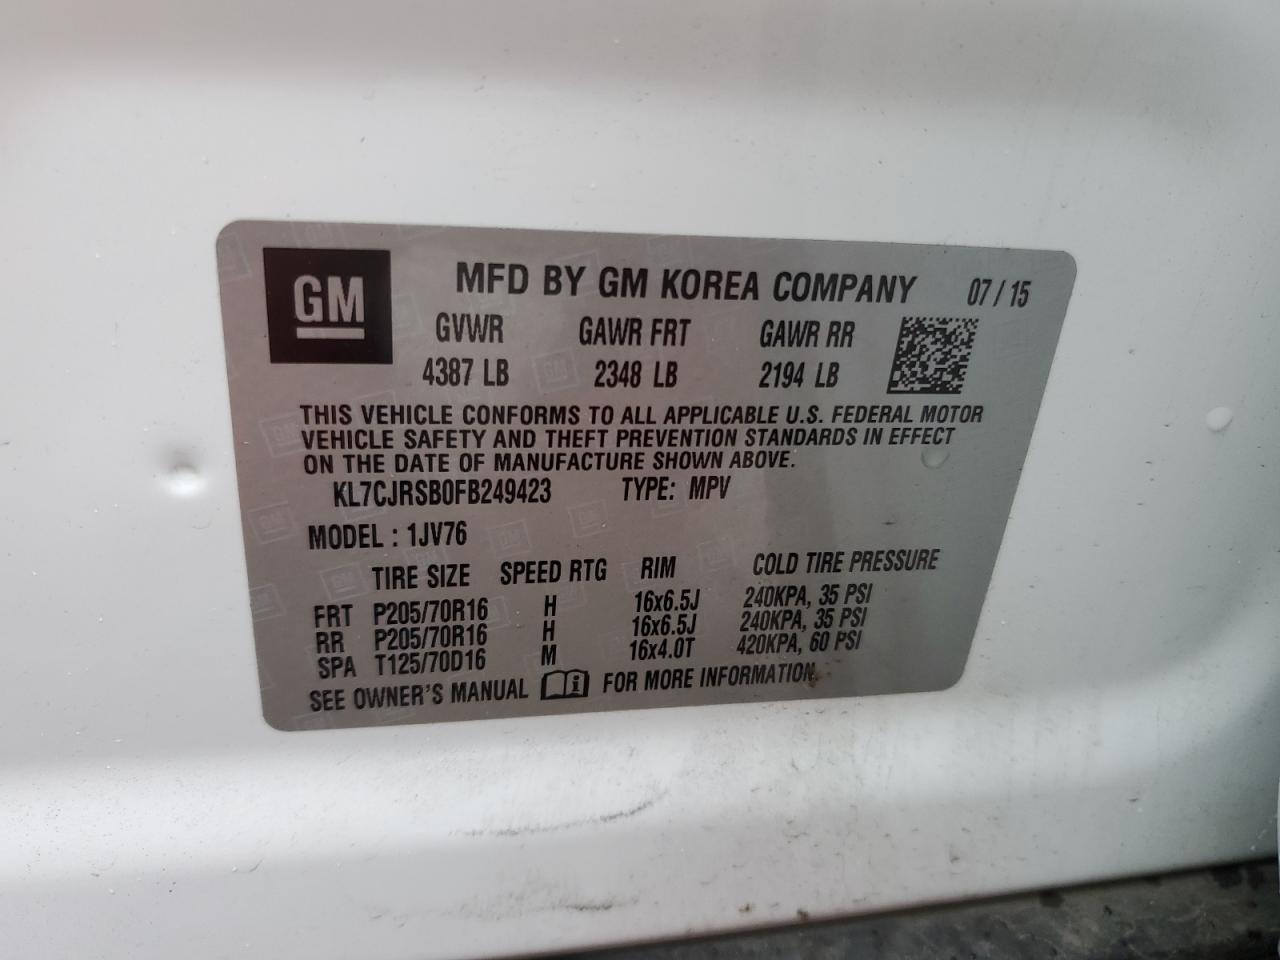 GM
MFD BY GM KOREA COMPANY 07/15
GVWR GAWR FRT GAWR RR
4387 LB 2348 LB 2194 LB
THIS VEHICLE CONFORMS TO ALL APPLICABLE U.S. FEDERAL MOTOR
VEHICLE SAFETY AND THEFT PREVENTION STANDARDS IN EFFECT
ON THE DATE OF MANUFACTURE SHOWN ABOVE.
KL7CJRSB0FB249423 TYPE: MPV
MODEL : 1JV76
TIRE SIZE SPEED RTG RIM COLD TIRE PRESSURE
FRT P205/70R16 H 16x6.5J 240KPA, 35 PSI
RR P205/70R16 H 16x6.5J 240KPA, 35 PSI
SPA T125/70D16 M 16x4.0T 420KPA, 60 PSI
SEE OWNER'S MANUAL FOR MORE INFORMATION.